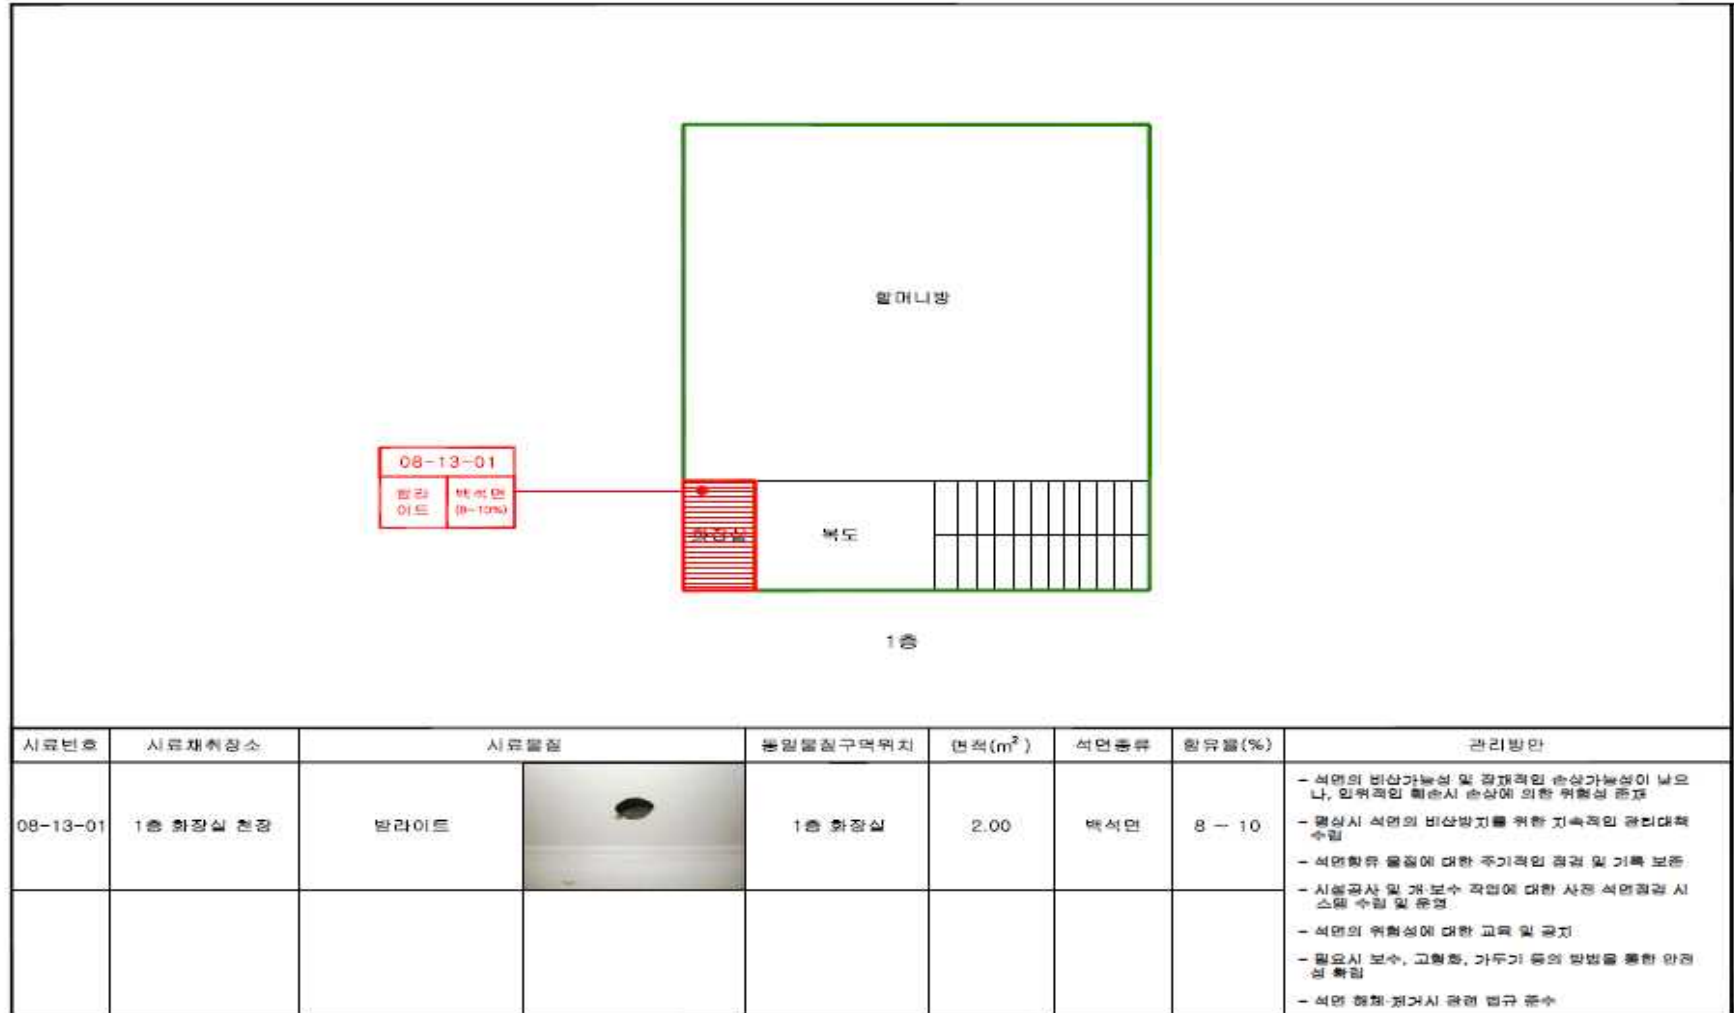 할머니방
08-13-01
밤라
이드
백석면
(8~10%)
화장실
복도
1층
시료번호 시료채취장소 시료물질 동일물질구역위치 면적(m²) 석면종류 함유율(%) 관리방안
08-13-01 1층 화장실 천장 밤라이트 1층 화장실 2.00 백석면 8 ~ 10
- 석면의 비산가능성 및 잠재적인 손상가능성이 낮으
나, 인위적인 훼손시 손상에 의한 위험성 존재
- 평상시 석면의 비산방지를 위한 지속적인 관리대책
수립
- 석면함유 물질에 대한 주기적인 점검 및 기록 보존
- 시설공사 및 개·보수 작업에 대한 사전 석면점검 시
스템 수립 및 운영
- 석면의 위험성에 대한 교육 및 공지
- 필요시 보수, 고형화, 가두기 등의 방법을 통한 안전
성 확립
- 석면 해체·제거시 관련 법규 준수